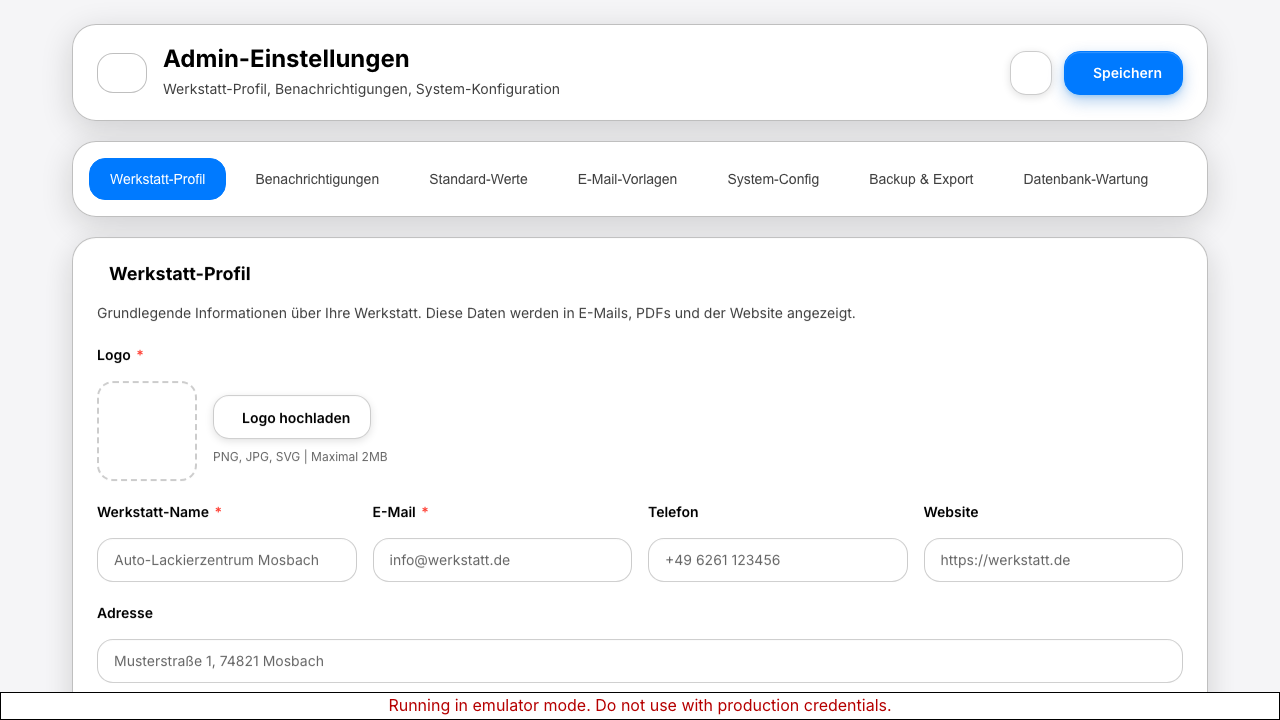 Admin-Einstellungen
Werkstatt-Profil, Benachrichtigungen, System-Konfiguration
Speichern
Werkstatt-Profil
Benachrichtigungen
Standard-Werte
E-Mail-Vorlagen
System-Config
Backup & Export
Datenbank-Wartung
Werkstatt-Profil
Grundlegende Informationen über Ihre Werkstatt. Diese Daten werden in E-Mails, PDFs und der Website angezeigt.
Logo *
Logo hochladen
PNG, JPG, SVG | Maximal 2MB
Werkstatt-Name *
E-Mail *
Telefon
Website
Auto-Lackierzentrum Mosbach
info@werkstatt.de
+49 6261 123456
https://werkstatt.de
Adresse
Musterstraße 1, 74821 Mosbach
Running in emulator mode. Do not use with production credentials.